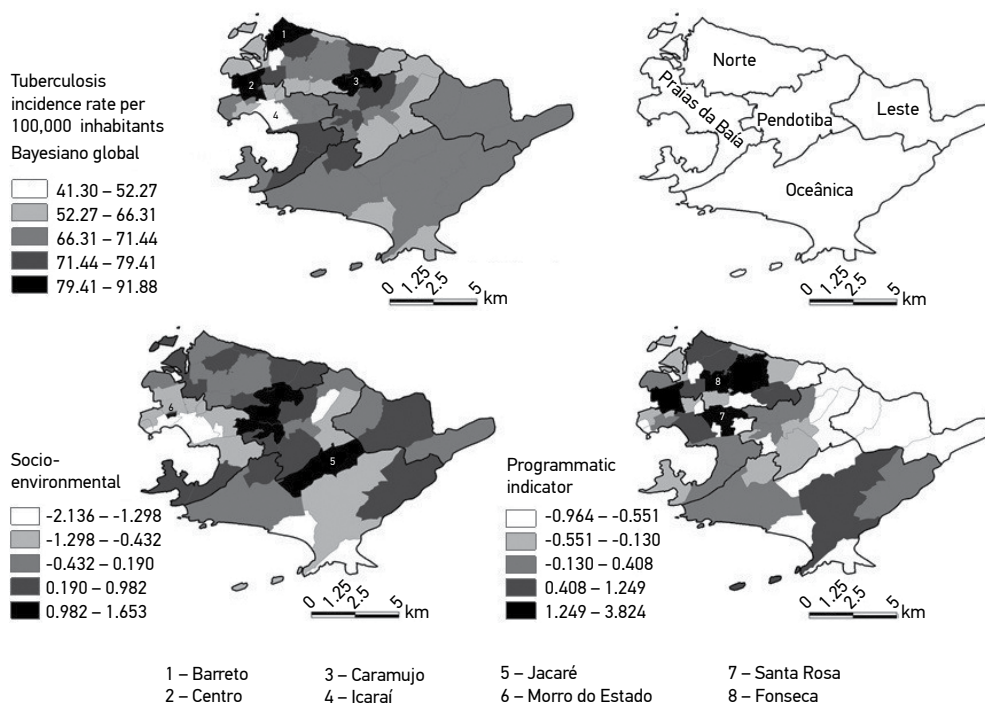 Tuberculosis
incidence rate per
100,000 inhabitants
Bayesiano global
41.30 – 52.27
52.27 – 66.31
66.31 – 71.44
71.44 – 79.41
79.41 – 91.88
1
2
3
4
0 1.25 2.5 5 km
Norte
Praias da Baía
Pendotiba
Leste
Oceânica
0 1.25 2.5 5 km
Socio-
environmental
-2.136 – -1.298
-1.298 – -0.432
-0.432 – 0.190
0.190 – 0.982
0.982 – 1.653
6
5
0 1.25 2.5 5 km
Programmatic
indicator
-0.964 – -0.551
-0.551 – -0.130
-0.130 – 0.408
0.408 – 1.249
1.249 – 3.824
8
7
0 1.25 2.5 5 km
1 – Barreto
2 – Centro
3 – Caramujo
4 – Icaraí
5 – Jacaré
6 – Morro do Estado
7 – Santa Rosa
8 – Fonseca